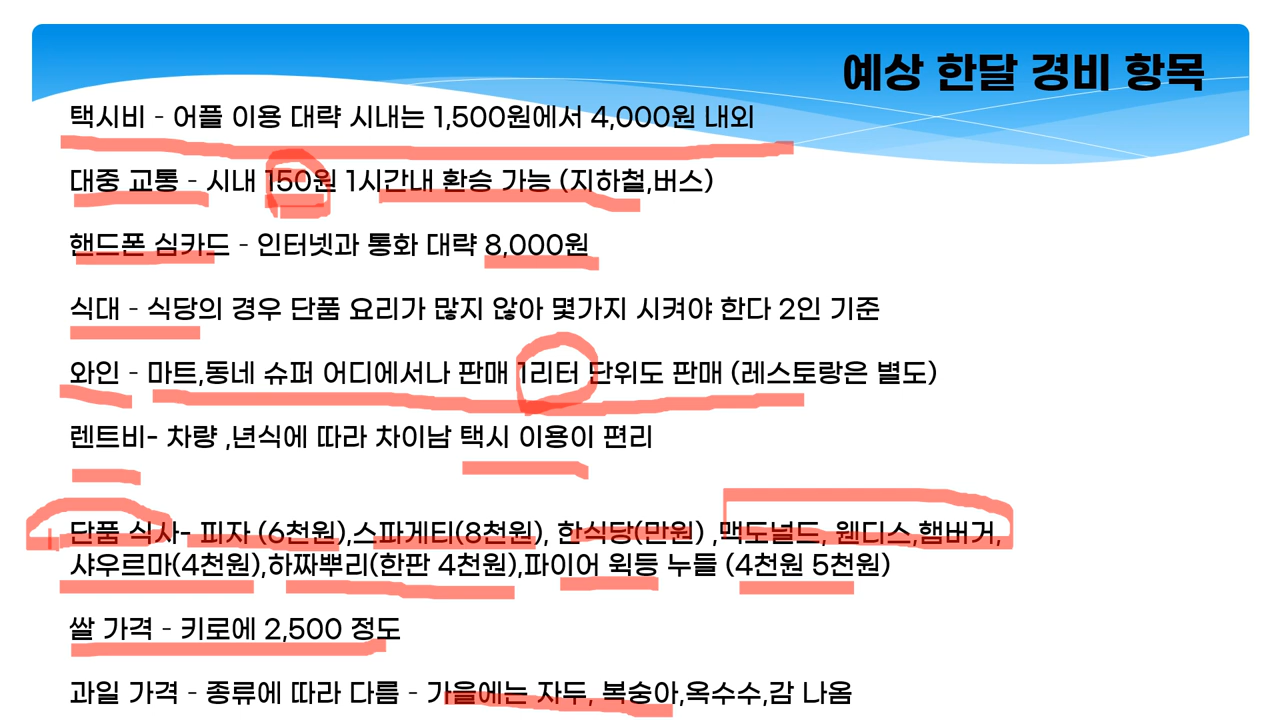 예상 한달 경비 항목
택시비 - 어플 이용 대략 시내는 1,500원에서 4,000원 내외
대중 교통 - 시내 150원 1시간내 환승 가능 (지하철,버스)
핸드폰 심카드 - 인터넷과 통화 대략 8,000원
식대 - 식당의 경우 단품 요리가 많지 않아 몇가지 시켜야 한다 2인 기준
와인 - 마트,동네 슈퍼 어디에서나 판매 1리터 단위도 판매 (레스토랑은 별도)
렌트비- 차량 ,년식에 따라 차이남 택시 이용이 편리
단품 식사- 피자 (6천원),스파게티(8천원), 한식당(만원) ,맥도널드, 웬디스,햄버거,
샤우르마(4천원),하짜뿌리(한판 4천원),파이어 윅등 누들 (4천원 5천원)
쌀 가격 - 키로에 2,500 정도
과일 가격 - 종류에 따라 다름 - 가을에는 자두, 복숭아,옥수수,감 나옴